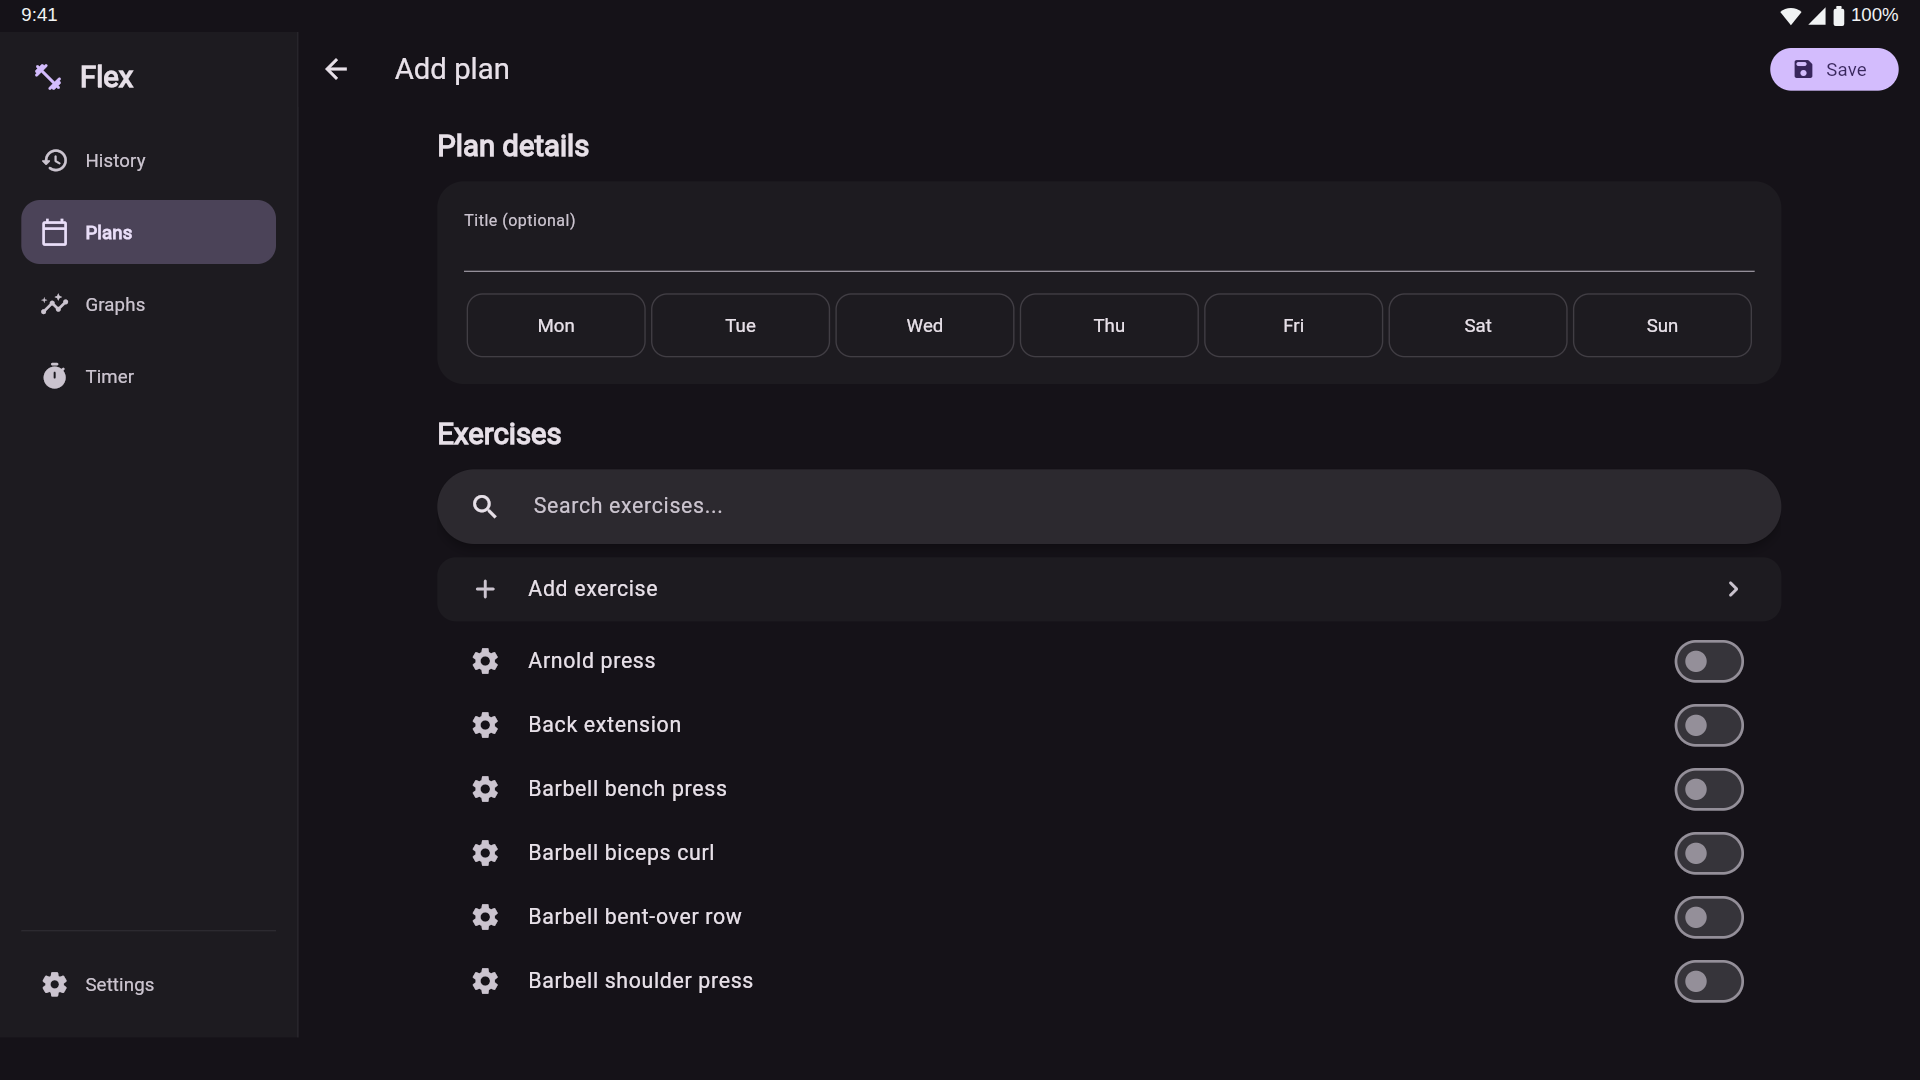 9:41
100%
Flex
Add plan
Save
History
Plans
Graphs
Timer
Settings
Plan details
Title (optional)
Mon
Tue
Wed
Thu
Fri
Sat
Sun
Exercises
Search exercises...
Add exercise
Arnold press
Back extension
Barbell bench press
Barbell biceps curl
Barbell bent-over row
Barbell shoulder press